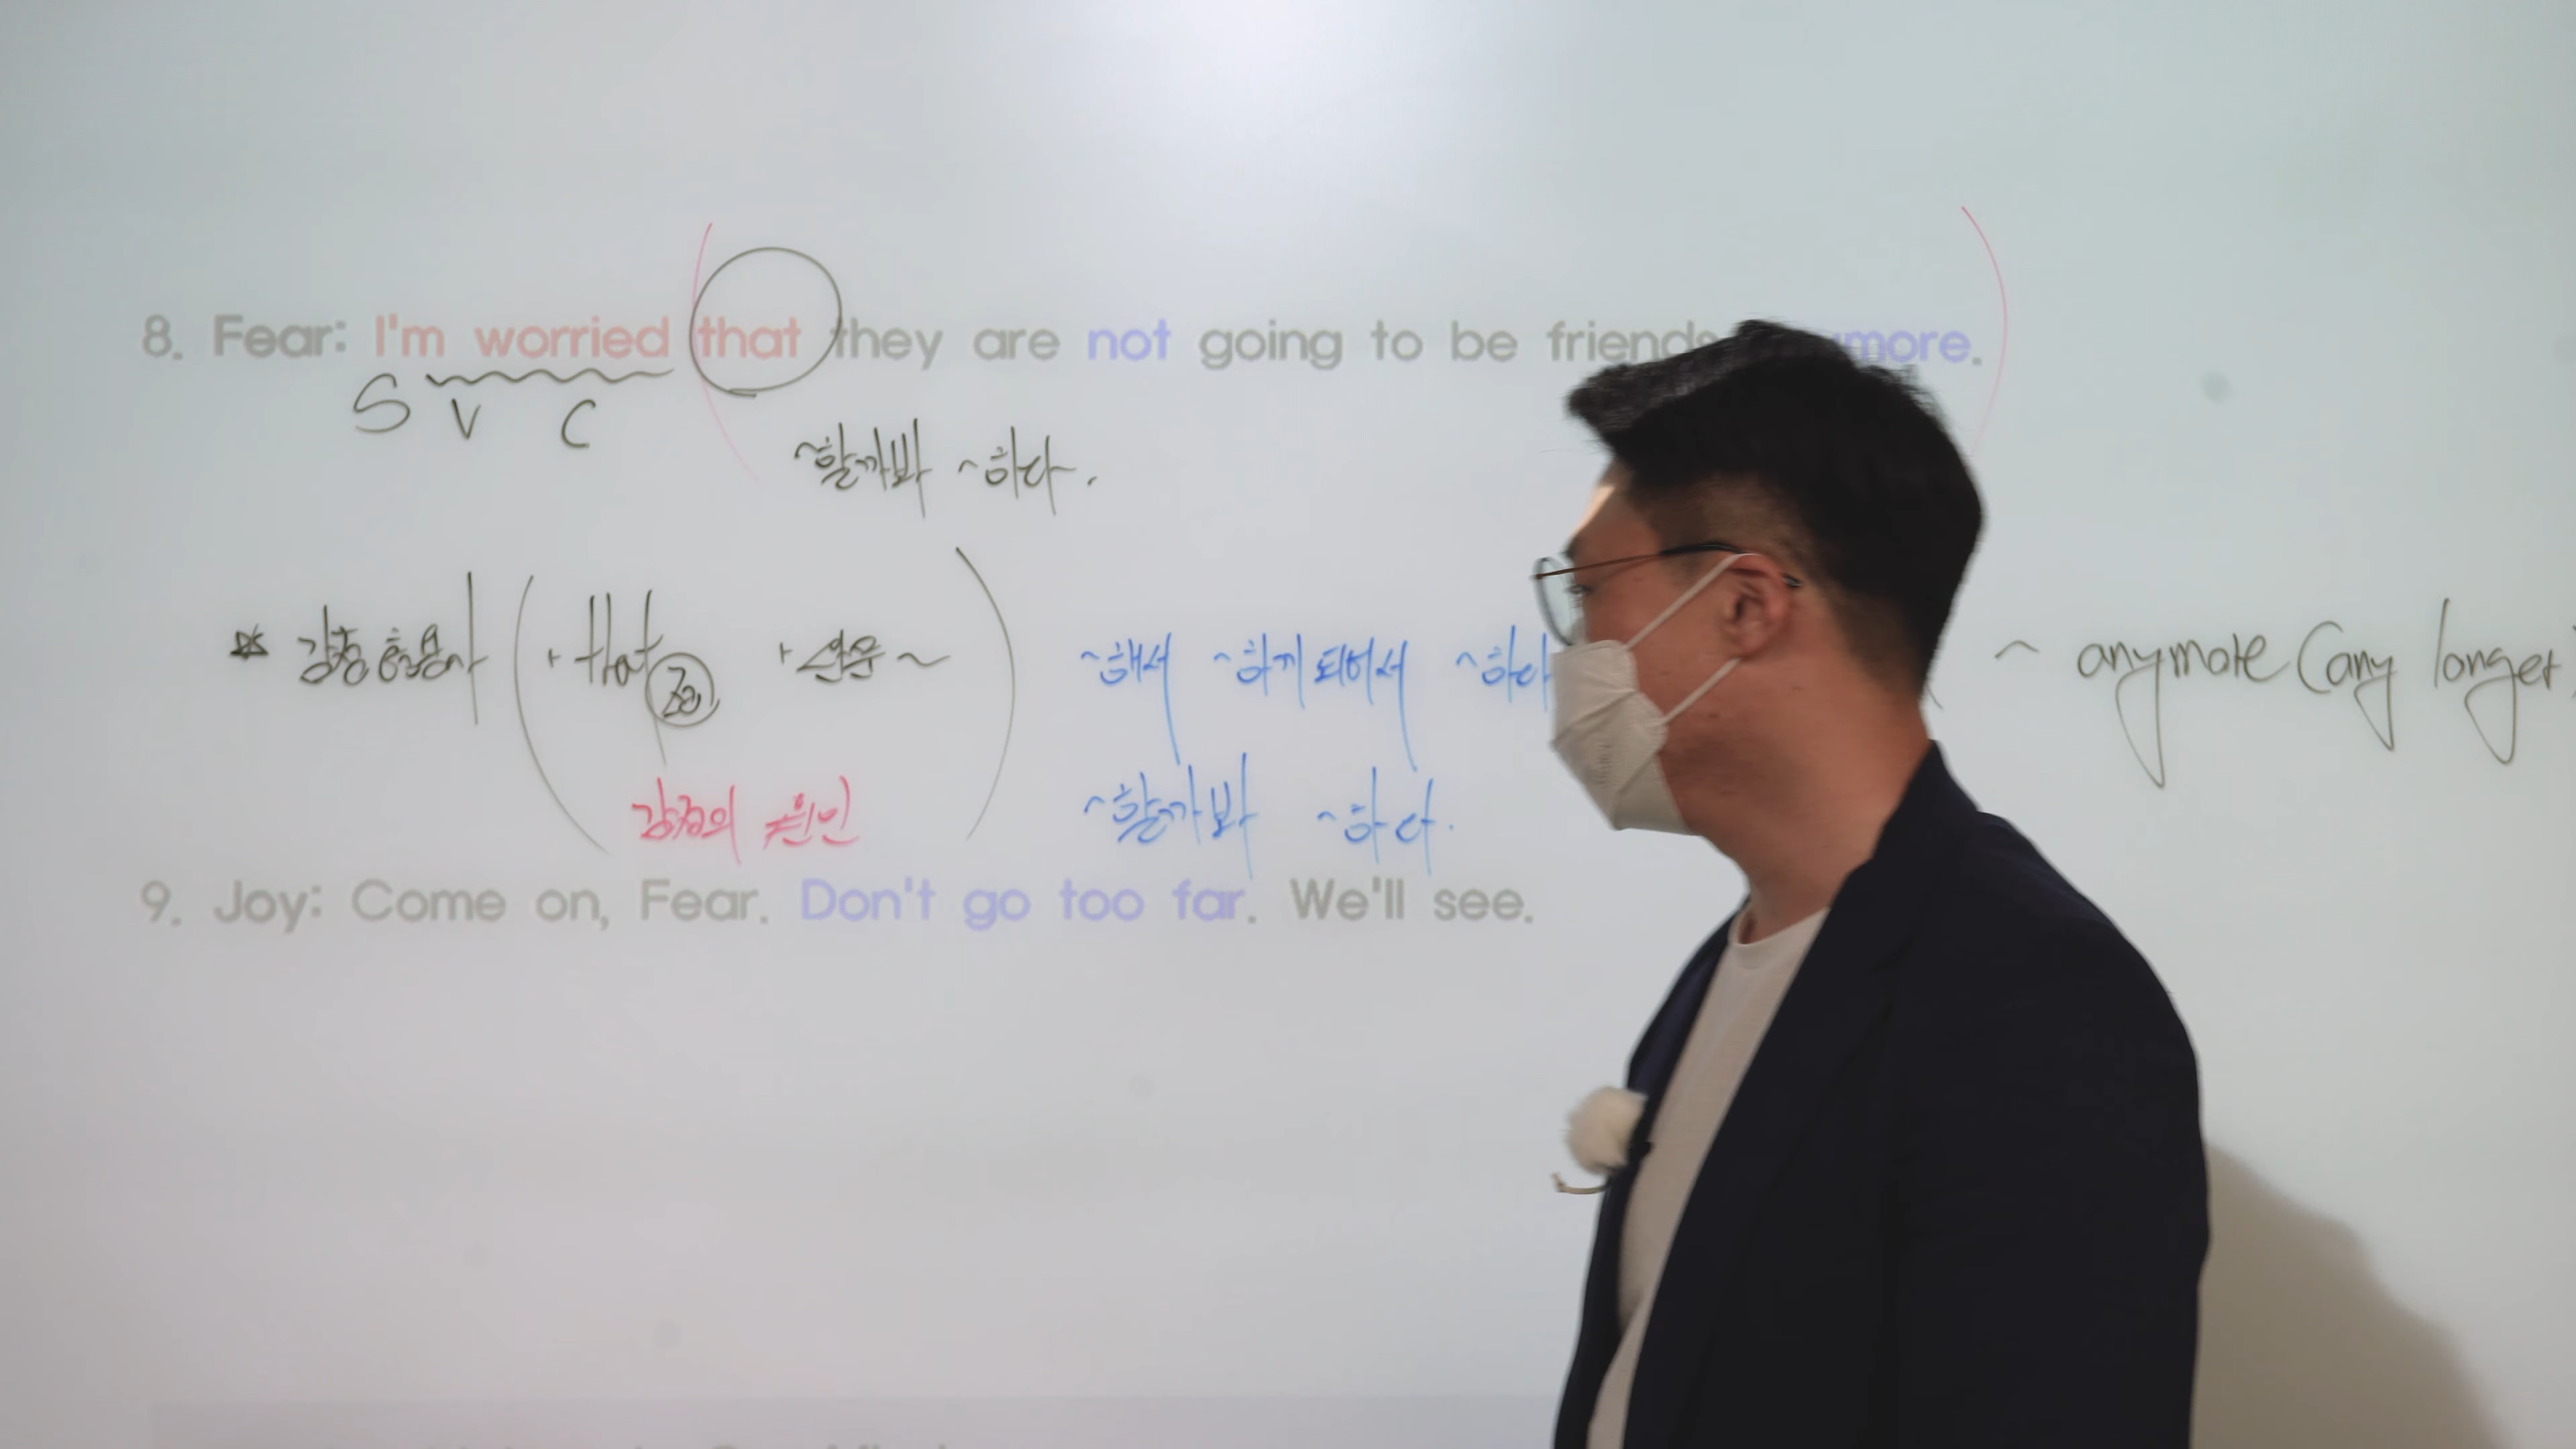 8. Fear: I'm worried that they are not going to be friends more.
S V C
~할까봐 ~하다.
* 감정형용사 ( + that 접 + 완문 ~ ) ~해서 ~하게 되어서 ~하다 ~ anymore (any longer)
감정의 원인 ~할까봐 ~하다.
9. Joy: Come on, Fear. Don't go too far. We'll see.